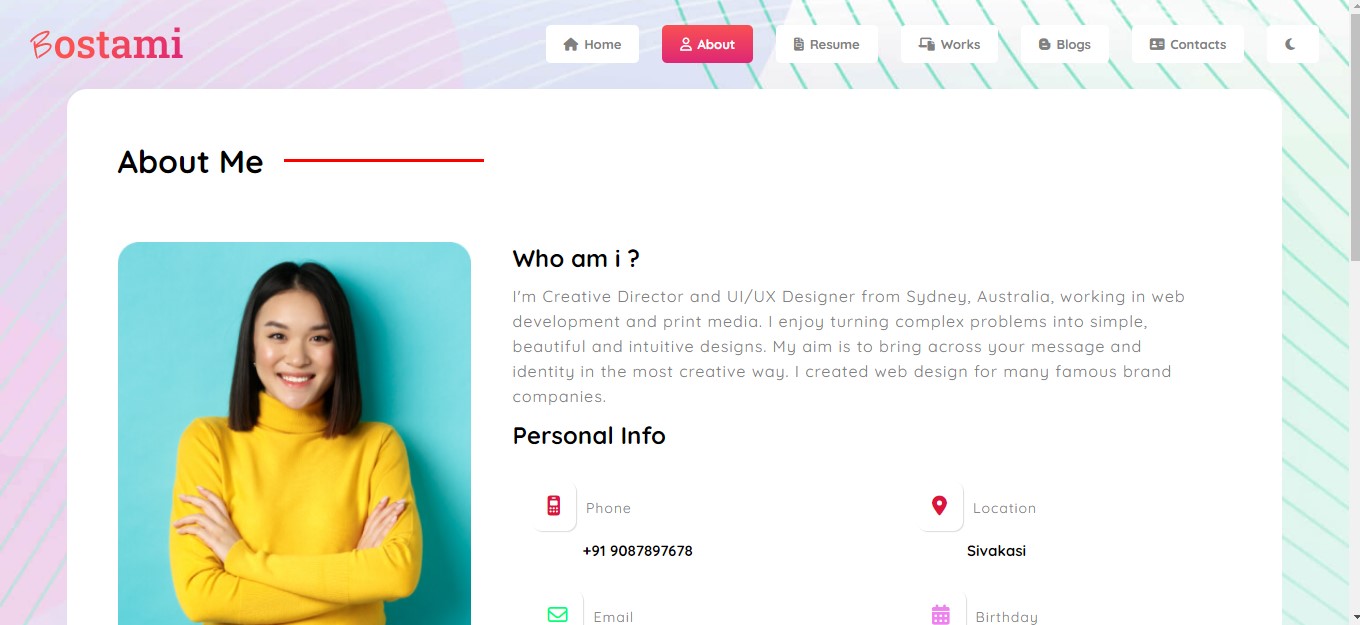 Bostami
Home
About
Resume
Works
Blogs
Contacts
About Me
Who am i ?
I'm Creative Director and UI/UX Designer from Sydney, Australia, working in web
development and print media. I enjoy turning complex problems into simple,
beautiful and intuitive designs. My aim is to bring across your message and
identity in the most creative way. I created web design for many famous brand
companies.
Personal Info
Phone
+91 9087897678
Location
Sivakasi
Email
Birthday